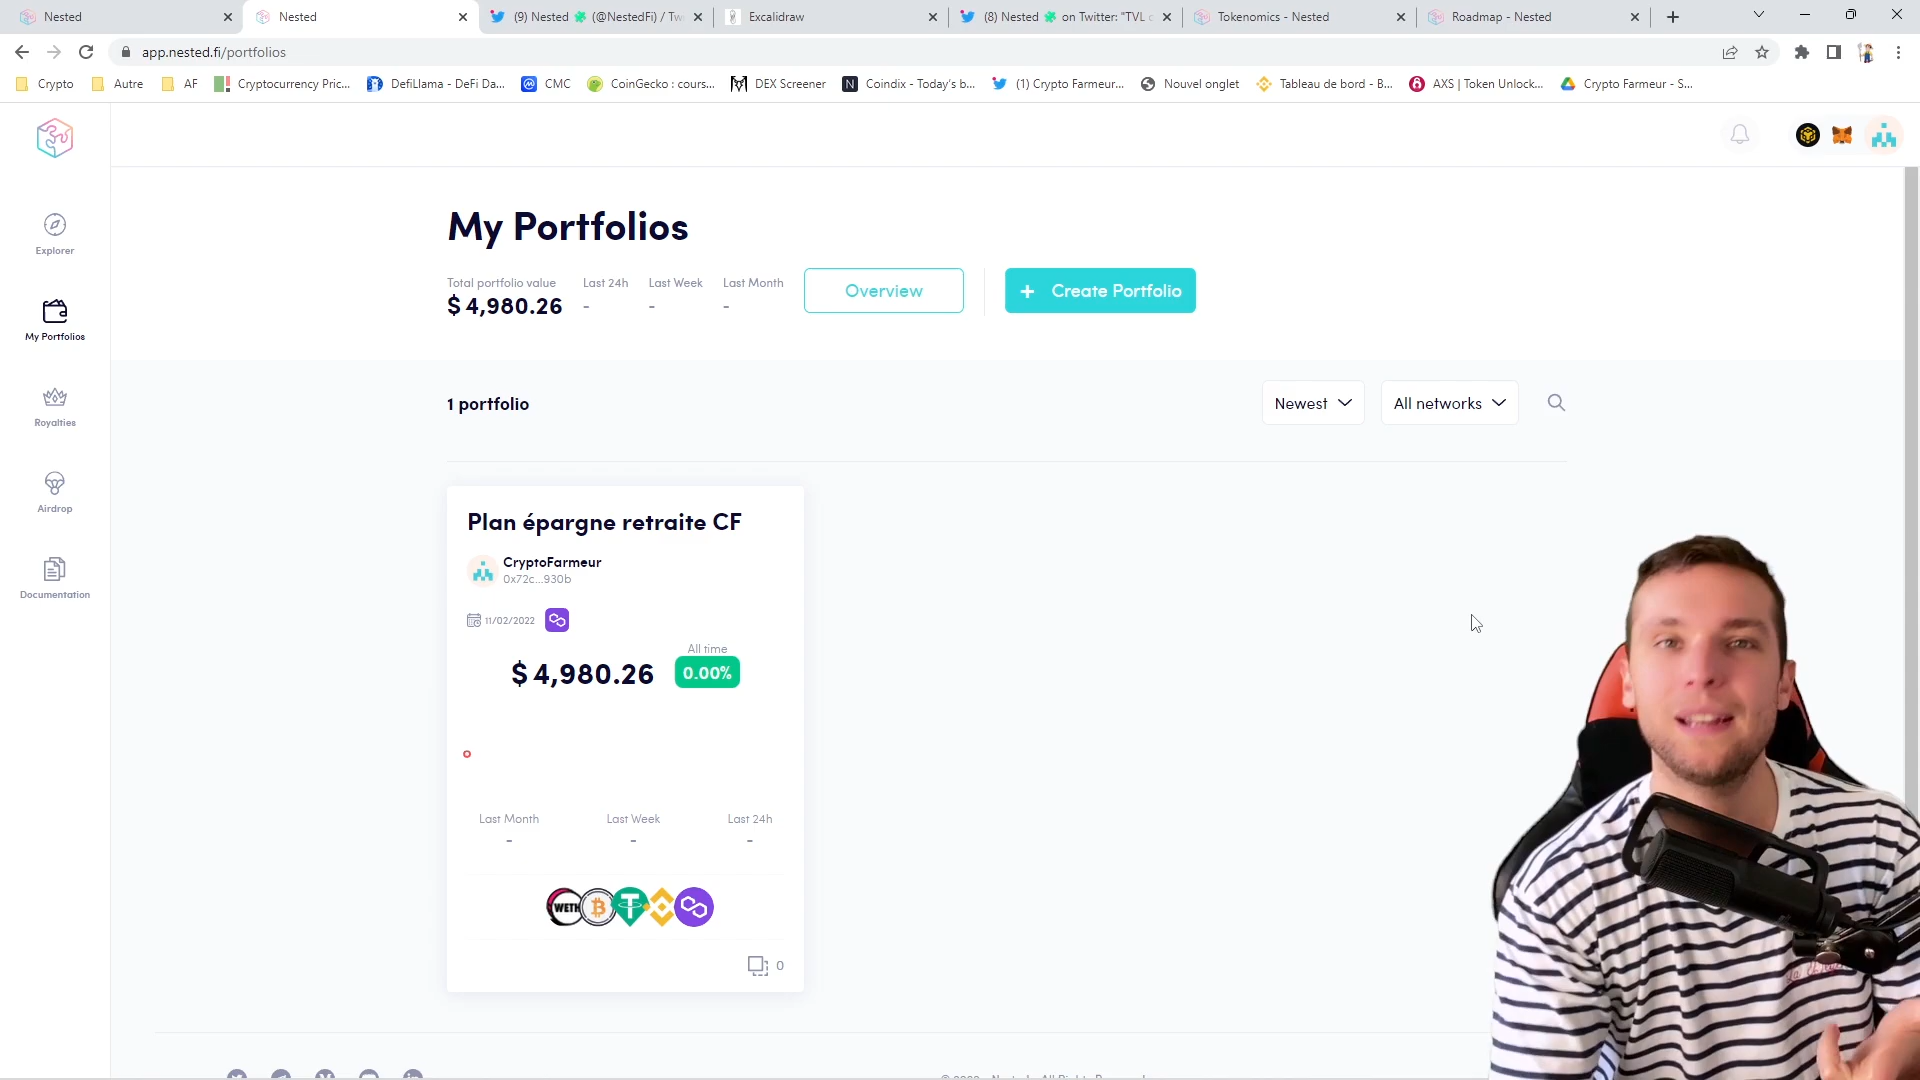 Nested
Nested
(9) Nested 🧩 (@NestedFi) / Tw
Excalidraw
(8) Nested 🧩 on Twitter: "TVL
Tokenomics - Nested
Roadmap - Nested
app.nested.fi/portfolios
Crypto
Autre
AF
Cryptocurrency Pric...
DefiLlama - DeFi Da...
CMC
CoinGecko : cours...
DEX Screener
Coindix - Today's b...
(1) Crypto Farmeur...
Nouvel onglet
Tableau de bord - B...
AXS | Token Unlock...
Crypto Farmeur - S...
Explorer
My Portfolios
Royalties
Airdrop
Documentation
My Portfolios
Total portfolio value
$ 4,980.26
Last 24h
-
Last Week
-
Last Month
-
Overview
+ Create Portfolio
1 portfolio
Newest
All networks
Plan épargne retraite CF
CryptoFarmeur
0x72c...930b
11/02/2022
All time
$ 4,980.26
0.00%
Last Month
-
Last Week
-
Last 24h
-
WETH
0